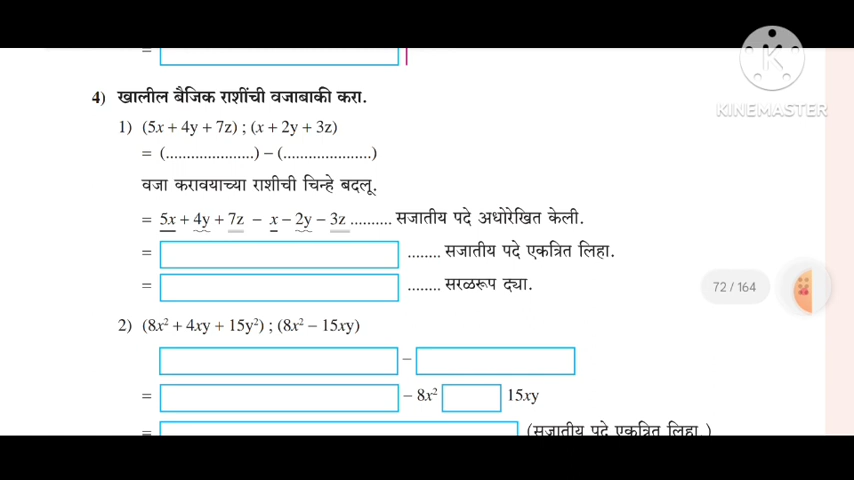 =
4) खालील बैजिक राशींची वजाबाकी करा.
KINEMASTER
1) (5x + 4y + 7z) ; (x + 2y + 3z)
= (.....................) – (.....................)
वजा करावयाच्या राशीची चिन्हे बदलू.
= 5x + 4y + 7z – x – 2y – 3z .......... सजातीय पदे अधोरेखित केली.
= ........ सजातीय पदे एकत्रित लिहा.
= ........ सरळरूप द्या.
72 / 164
2) (8x² + 4xy + 15y²) ; (8x² – 15xy)
–
= – 8x² 15xy
= (सजातीय पदे एकत्रित लिहा.)